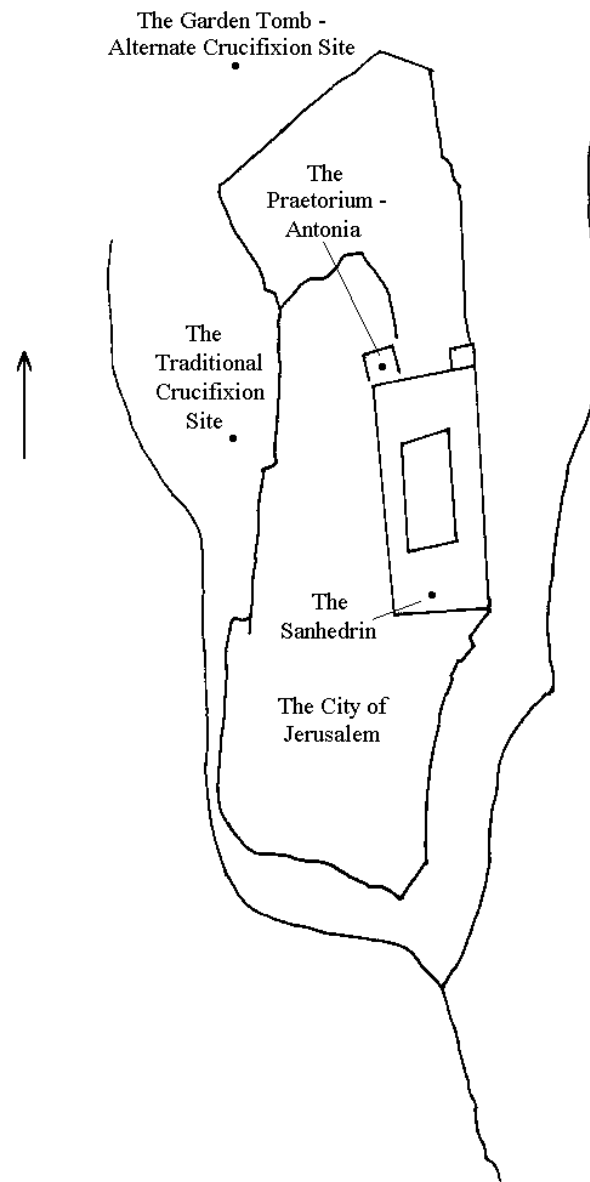 The Garden Tomb -
Alternate Crucifixion Site
The
Praetorium -
Antonia
The
Traditional
Crucifixion
Site
The
Sanhedrin
The City of
Jerusalem